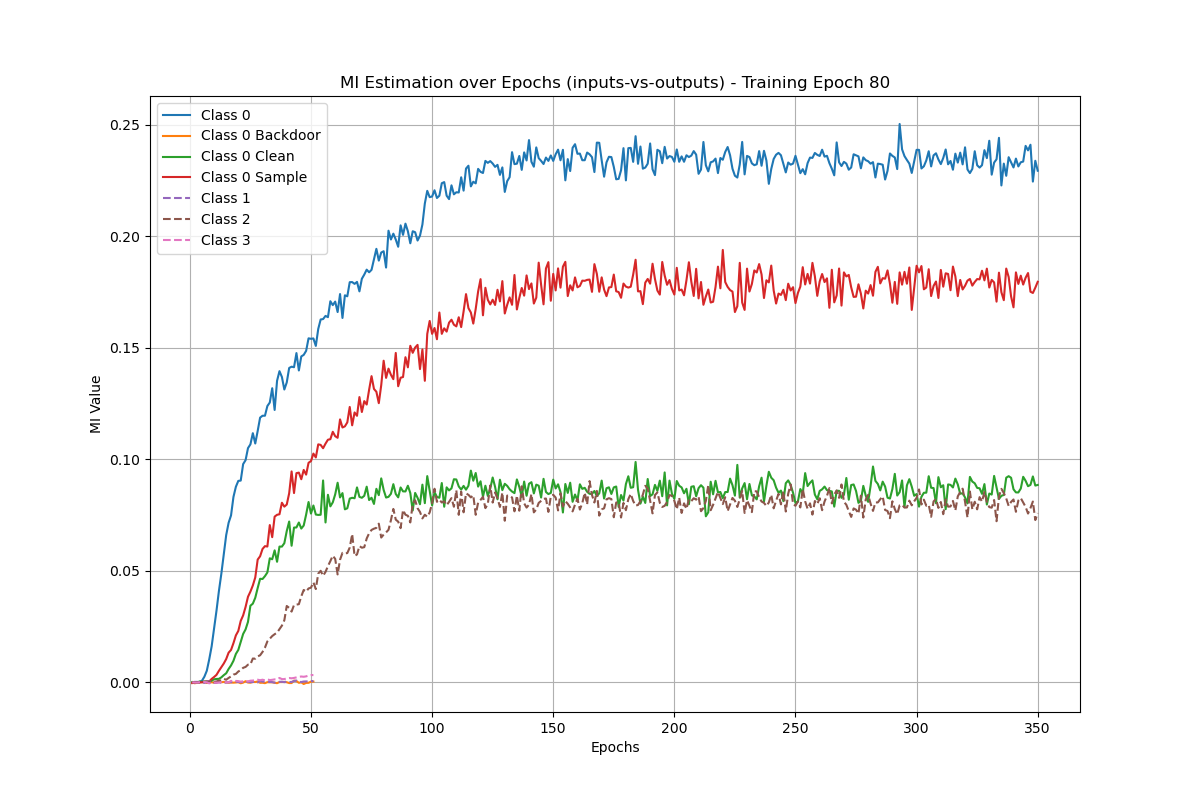 MI Estimation over Epochs (inputs-vs-outputs) - Training Epoch 80
Class 0
Class 0 Backdoor
Class 0 Clean
Class 0 Sample
Class 1
Class 2
Class 3
MI Value
0.25
0.20
0.15
0.10
0.05
0.00
0
50
100
150
200
250
300
350
Epochs